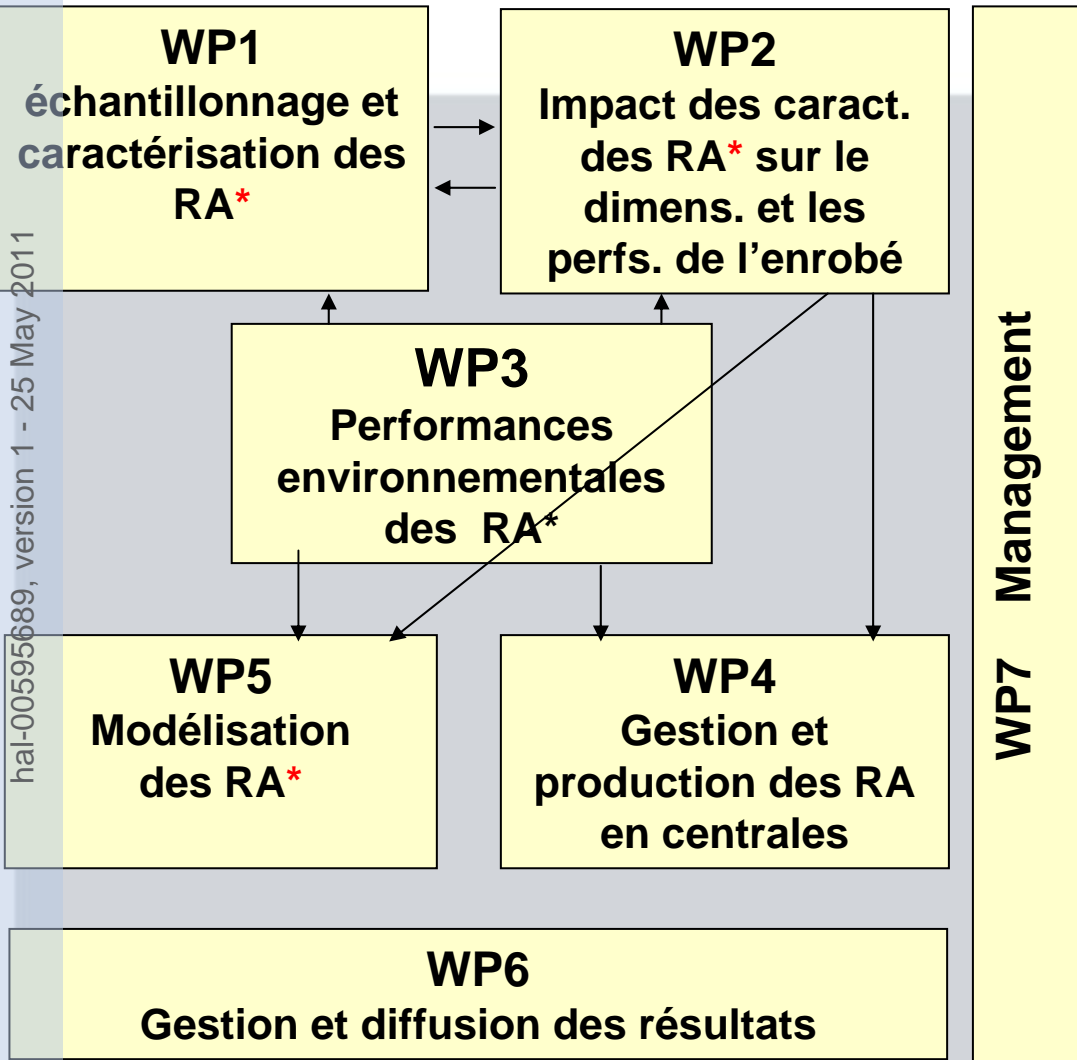 WP1
échantillonnage et
caractérisation des
RA*
WP2
Impact des caract.
des RA* sur le
dimens. et les
perfs. de l'enrobé
WP3
Performances
environnementales
des RA*
WP5
Modélisation
des RA*
WP4
Gestion et
production des RA
en centrales
WP6
Gestion et diffusion des résultats
WP7 Management
hal-00595689, version 1 - 25 May 2011